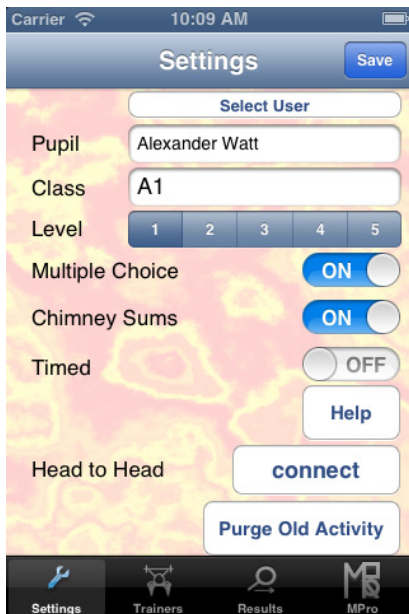 Carrier 10:09 AM
Settings Save
Select User
Pupil Alexander Watt
Class A1
Level 1 2 3 4 5
Multiple Choice ON
Chimney Sums ON
Timed OFF
Help
Head to Head connect
Purge Old Activity
Settings Trainers Results MPro